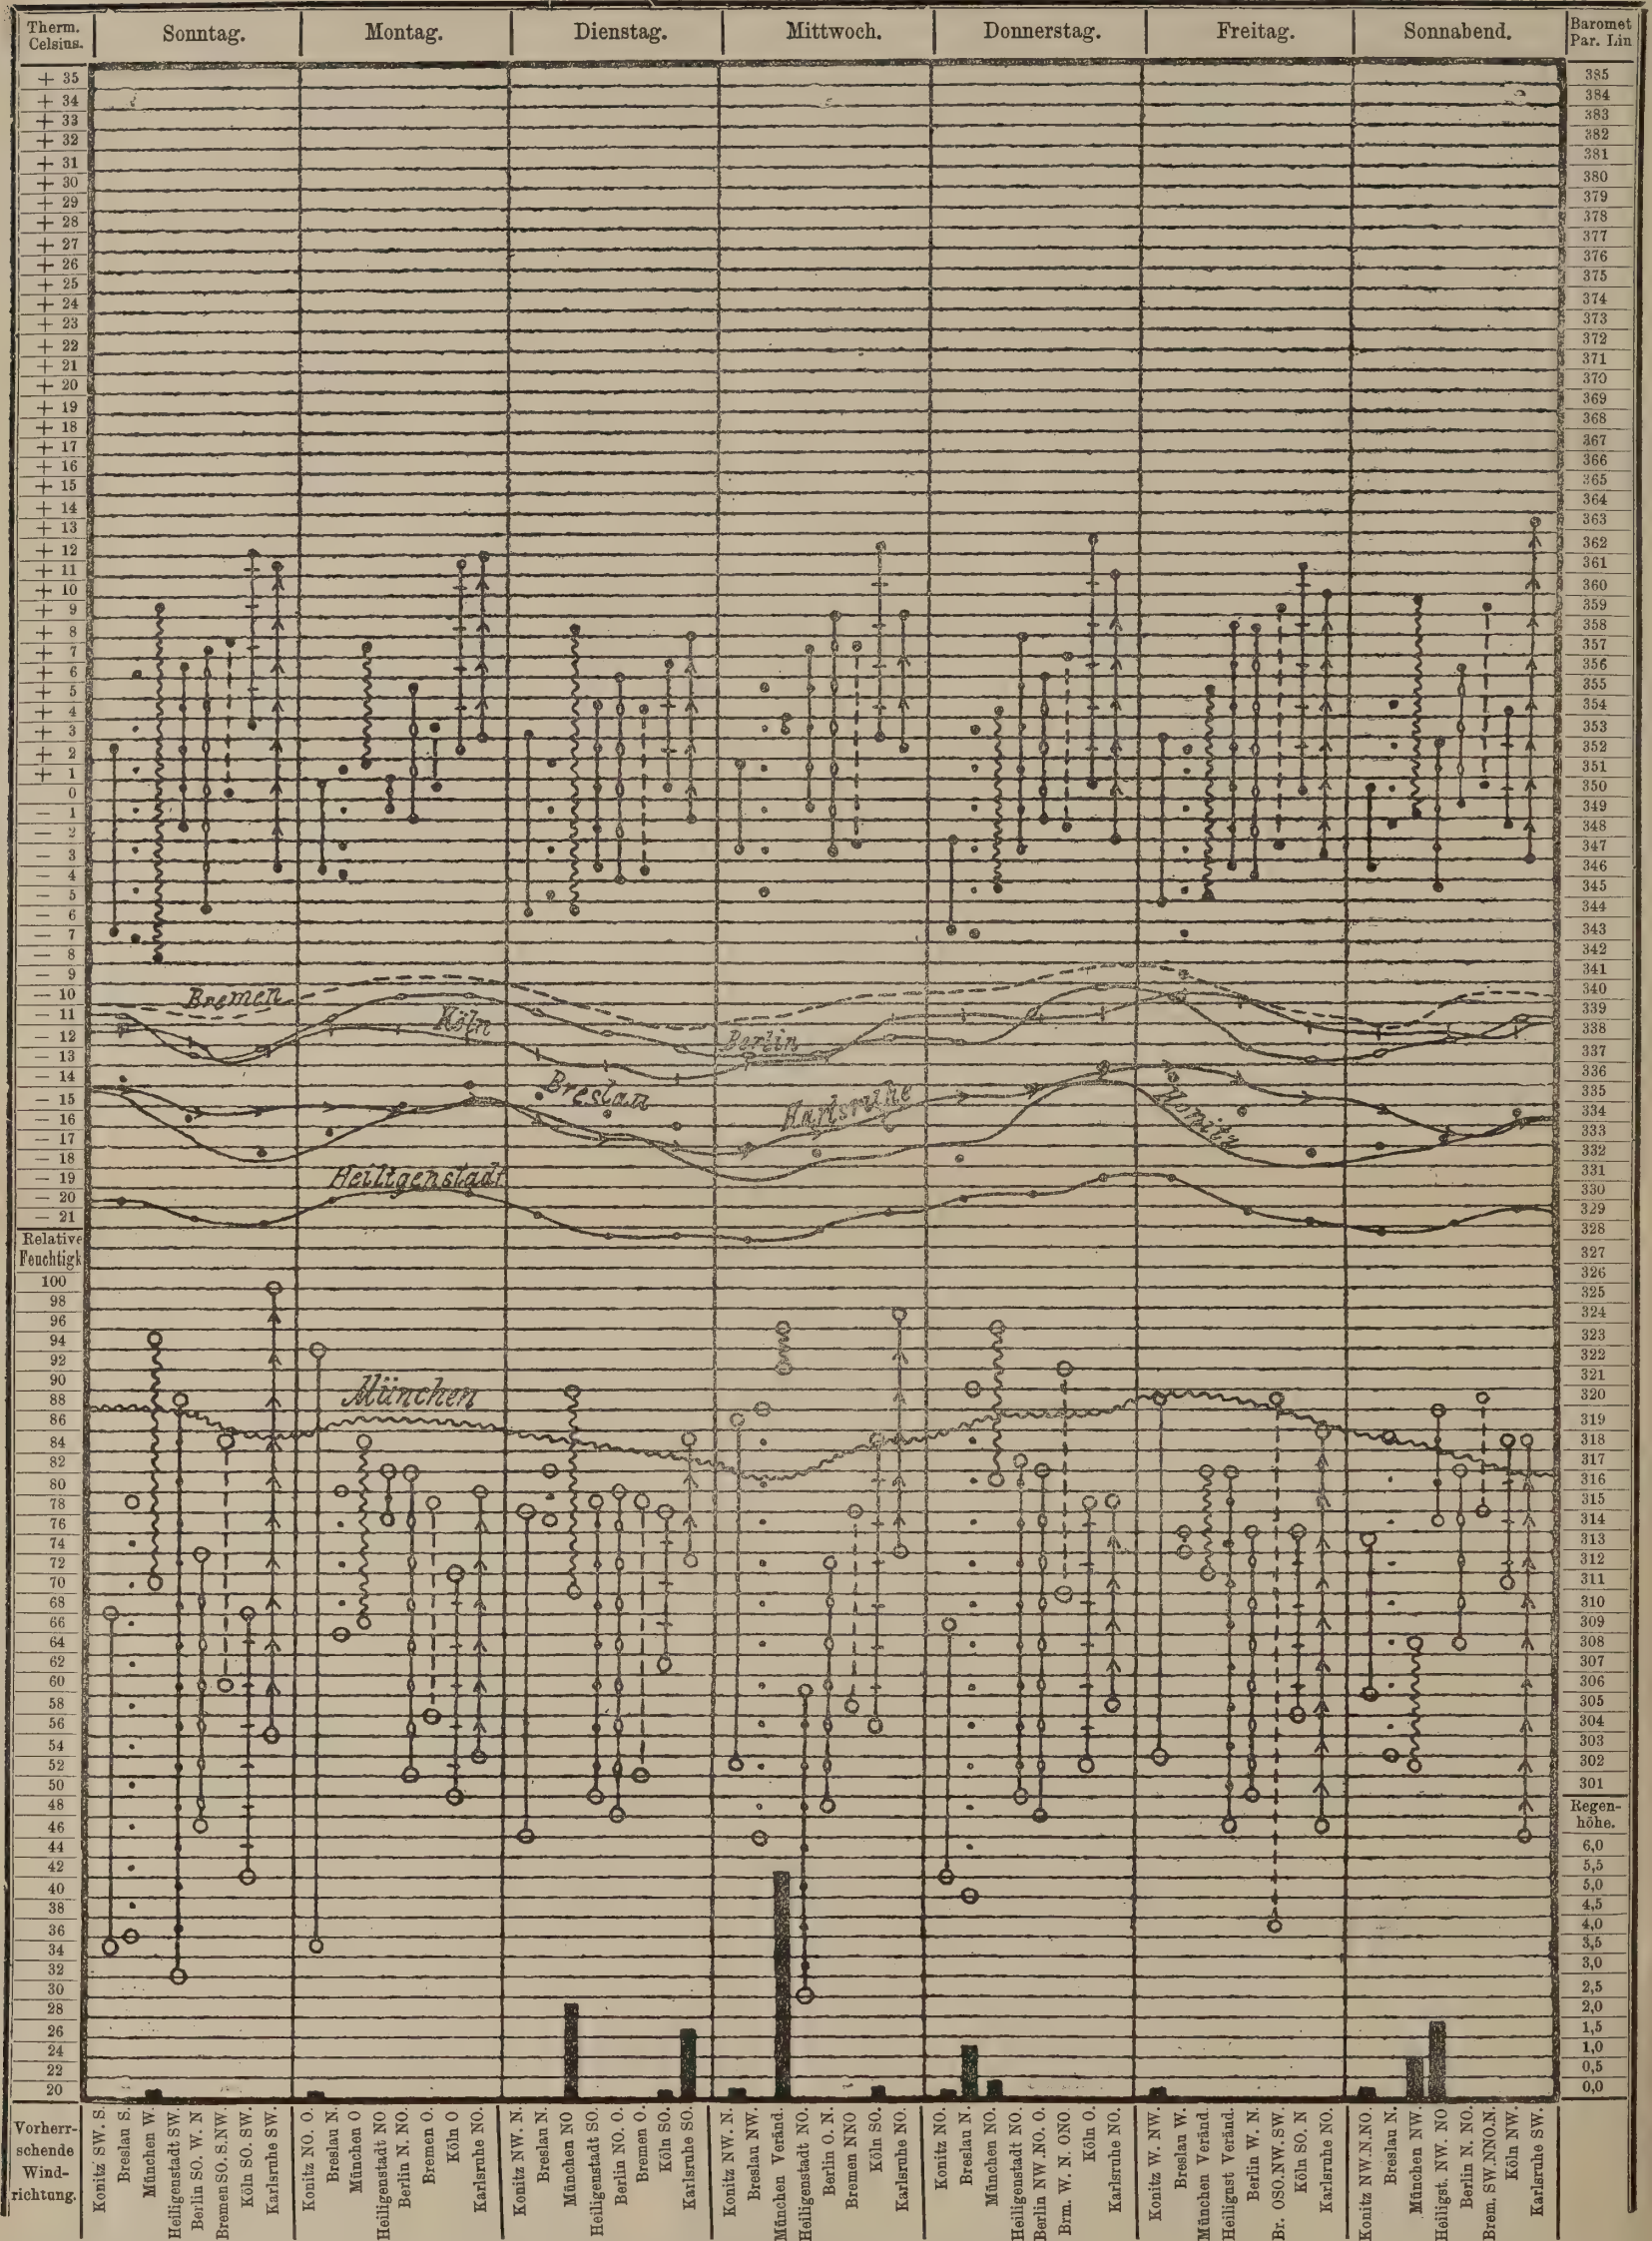 Therm. Celsius.
Sonntag.
Montag.
Dienstag.
Mittwoch.
Donnerstag.
Freitag.
Sonnabend.
Baromet Par. Lin
+ 35
+ 34
+ 33
+ 32
+ 31
+ 30
+ 29
+ 28
+ 27
+ 26
+ 25
+ 24
+ 23
+ 22
+ 21
+ 20
+ 19
+ 18
+ 17
+ 16
+ 15
+ 14
+ 13
+ 12
+ 11
+ 10
+ 9
+ 8
+ 7
+ 6
+ 5
+ 4
+ 3
+ 2
+ 1
0
— 1
— 2
— 3
— 4
— 5
— 6
— 7
— 8
— 9
— 10
— 11
— 12
— 13
— 14
— 15
— 16
— 17
— 18
— 19
— 20
— 21
Relative
Feuchtigk
100
98
96
94
92
90
88
86
84
82
80
78
76
74
72
70
68
66
64
62
60
58
56
54
52
50
48
46
44
42
40
38
36
34
32
30
28
26
24
22
20
Bremen
Köln
Berlin
Breslau
Karlsruhe
Konitz
Heiligenstadt
München
385
384
383
382
381
380
379
378
377
376
375
374
373
372
371
370
369
368
367
366
365
364
363
362
361
360
359
358
357
356
355
354
353
352
351
350
349
348
347
346
345
344
343
342
341
340
339
338
337
336
335
334
333
332
331
330
329
328
327
326
325
324
323
322
321
320
319
318
317
316
315
314
313
312
311
310
309
308
307
306
305
304
303
302
301
Regen-
höhe.
6,0
5,5
5,0
4,5
4,0
3,5
3,0
2,5
2,0
1,5
1,0
0,5
0,0
Vorherr-
schende
Wind-
richtung.
Konitz SW. S.
Breslau S.
München W.
Heiligenstadt SW.
Berlin SO. W. N
Bremen SO. S.NW.
Köln SO. SW.
Karlsruhe SW.
Konitz NO. O.
Breslau N.
München O
Heiligenstadt NO
Berlin N. NO.
Bremen O.
Köln O
Karlsruhe NO.
Konitz NW. N.
Breslau N.
München NO
Heiligenstadt SO.
Berlin NO. O.
Bremen O.
Köln SO.
Karlsruhe SO.
Konitz NW. N.
Breslau NW.
München Veränd.
Heiligenstadt NO.
Berlin O. N.
Bremen NNO
Köln SO.
Karlsruhe NO.
Konitz NO.
Breslau N.
München NO.
Heiligenstadt NO.
Berlin NW. NO. O.
Brm. W. N. ONO.
Köln O.
Karlsruhe NO.
Konitz W. NW.
Breslau W.
München Veränd.
Heilignst Veränd.
Berlin W. N.
Br. OSO.NW.SW.
Köln SO. N
Karlsruhe NO.
Konitz NW.N.NO.
Breslau N.
München NW.
Heiligst. NW. NO
Berlin N. NO.
Brem. SW.NNO.N.
Köln NW.
Karlsruhe SW.